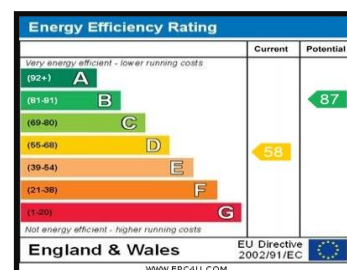 Energy Efficiency Rating
Current Potential
Very energy efficient - lower running costs
(92+) A
(81-91) B 87
(69-80) C
(55-68) D 58
(39-54) E
(21-38) F
(1-20) G
Not energy efficient - higher running costs
England & Wales EU Directive
2002/91/EC
WWW.EPC4U.COM